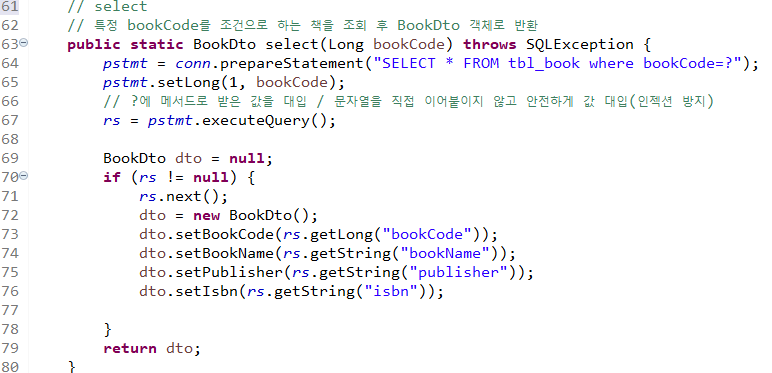 61 // select
62 // 특정 bookCode를 조건으로 하는 책을 조회 후 BookDto 객체로 반환
63 public static BookDto select(Long bookCode) throws SQLException {
64 pstmt = conn.prepareStatement("SELECT * FROM tbl_book where bookCode=?");
65 pstmt.setLong(1, bookCode);
66 // ?에 메서드로 받은 값을 대입 / 문자열을 직접 이어붙이지 않고 안전하게 값 대입(인젝션 방지)
67 rs = pstmt.executeQuery();
68
69 BookDto dto = null;
70 if (rs != null) {
71 rs.next();
72 dto = new BookDto();
73 dto.setBookCode(rs.getLong("bookCode"));
74 dto.setBookName(rs.getString("bookName"));
75 dto.setPublisher(rs.getString("publisher"));
76 dto.setIsbn(rs.getString("isbn"));
77
78 }
79 return dto;
80 }